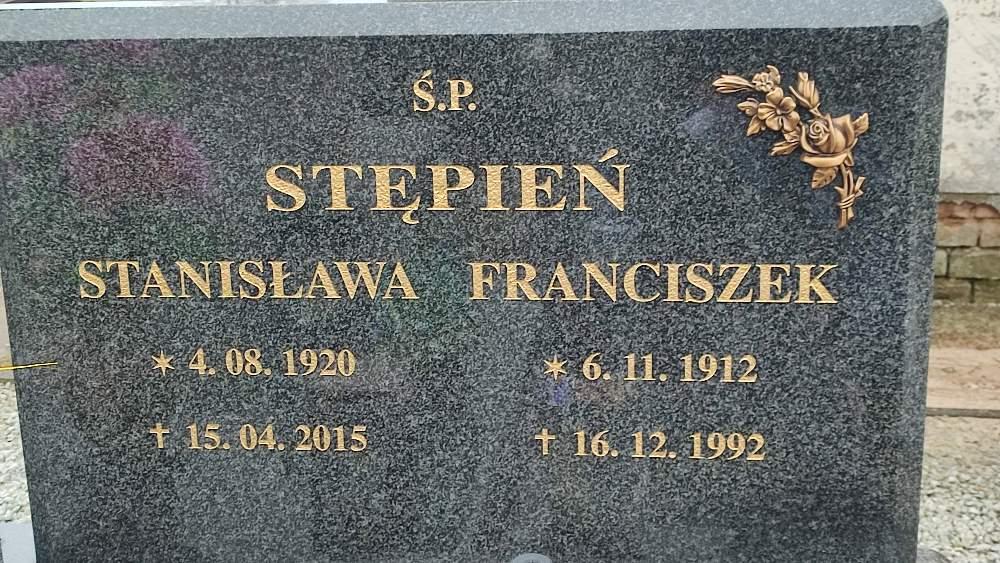 Ś.P.
STĘPIEŃ
STANISŁAWA FRANCISZEK
✶ 4. 08. 1920 ✶ 6. 11. 1912
✝ 15. 04. 2015 ✝ 16. 12. 1992